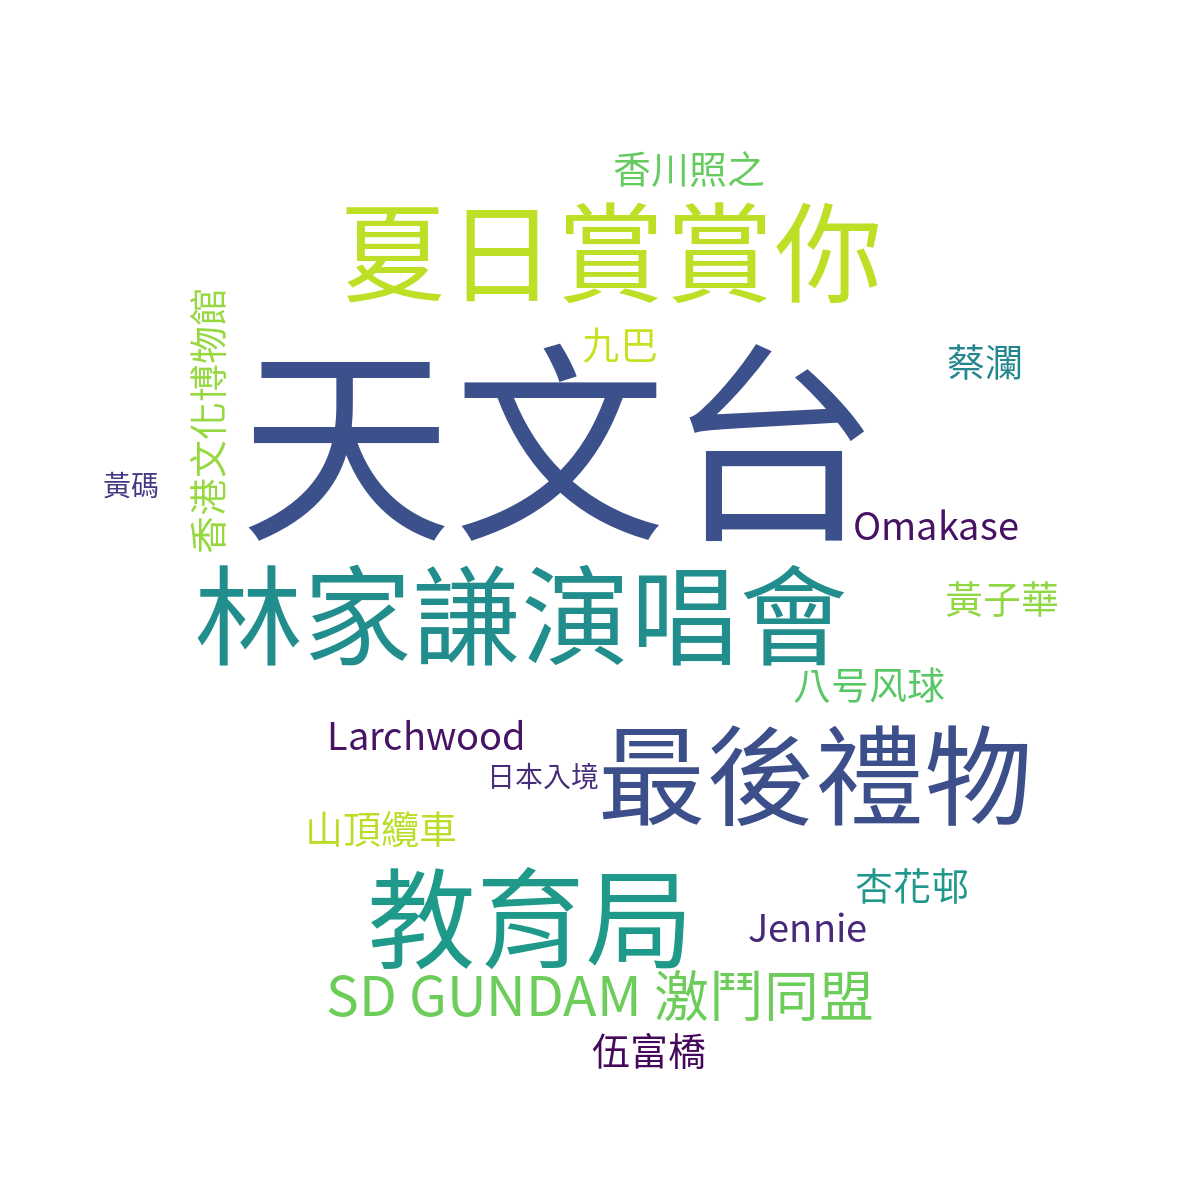 香川照之
夏日賞賞你
香港文化博物館
九巴
蔡瀾
天文台
黃碼
Omakase
林家謙演唱會
黃子華
八号风球
Larchwood
最後禮物
日本入境
山頂纜車
教育局
杏花邨
Jennie
SD GUNDAM 激鬥同盟
伍富橋